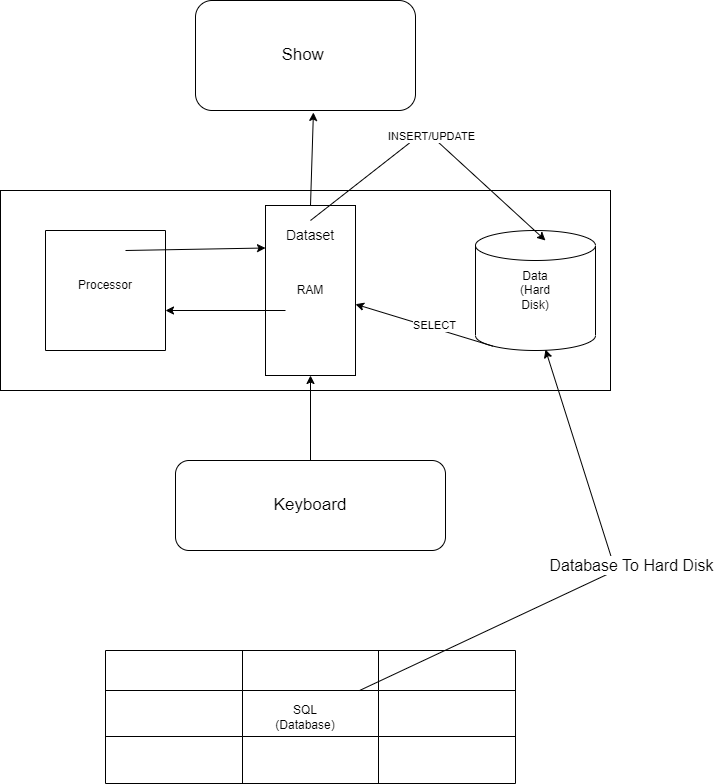 Show
INSERT/UPDATE
Dataset
Processor
RAM
Data
(Hard
Disk)
SELECT
Keyboard
Database To Hard Disk
SQL
(Database)